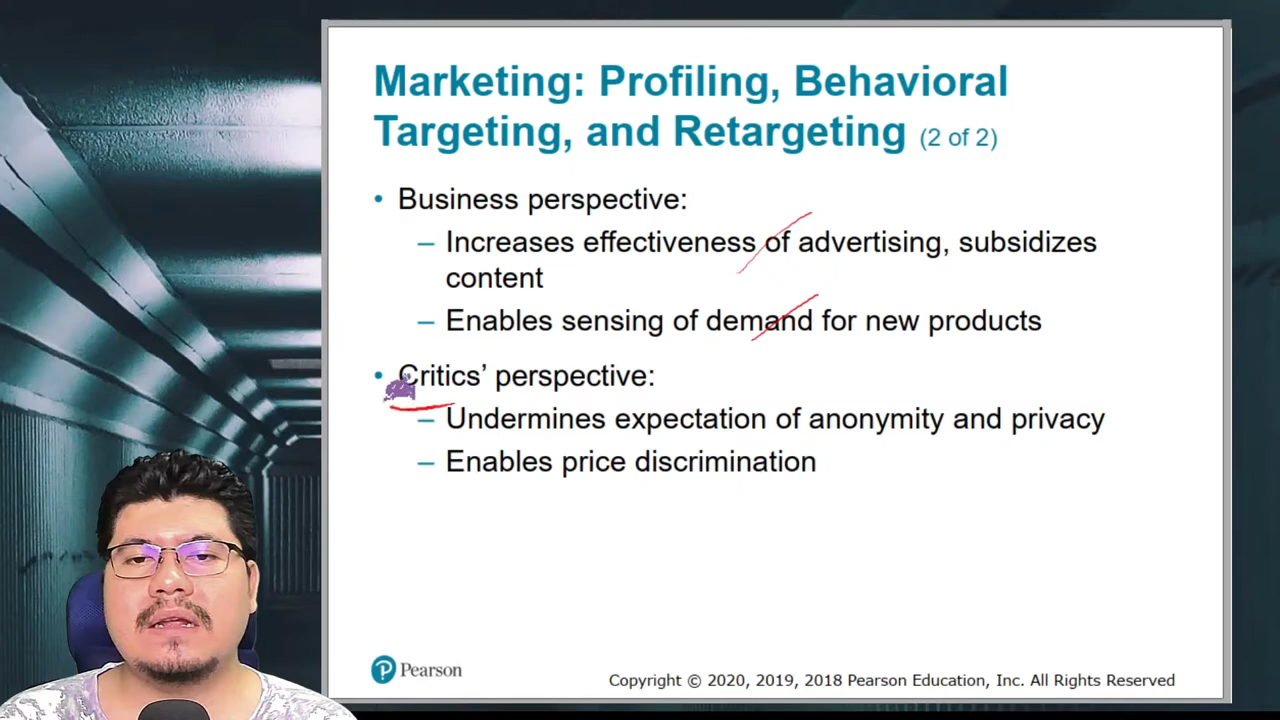 Marketing: Profiling, Behavioral
Targeting, and Retargeting (2 of 2)
• Business perspective:
– Increases effectiveness of advertising, subsidizes
content
– Enables sensing of demand for new products
• Critics’ perspective:
– Undermines expectation of anonymity and privacy
– Enables price discrimination
P Pearson
Copyright © 2020, 2019, 2018 Pearson Education, Inc. All Rights Reserved